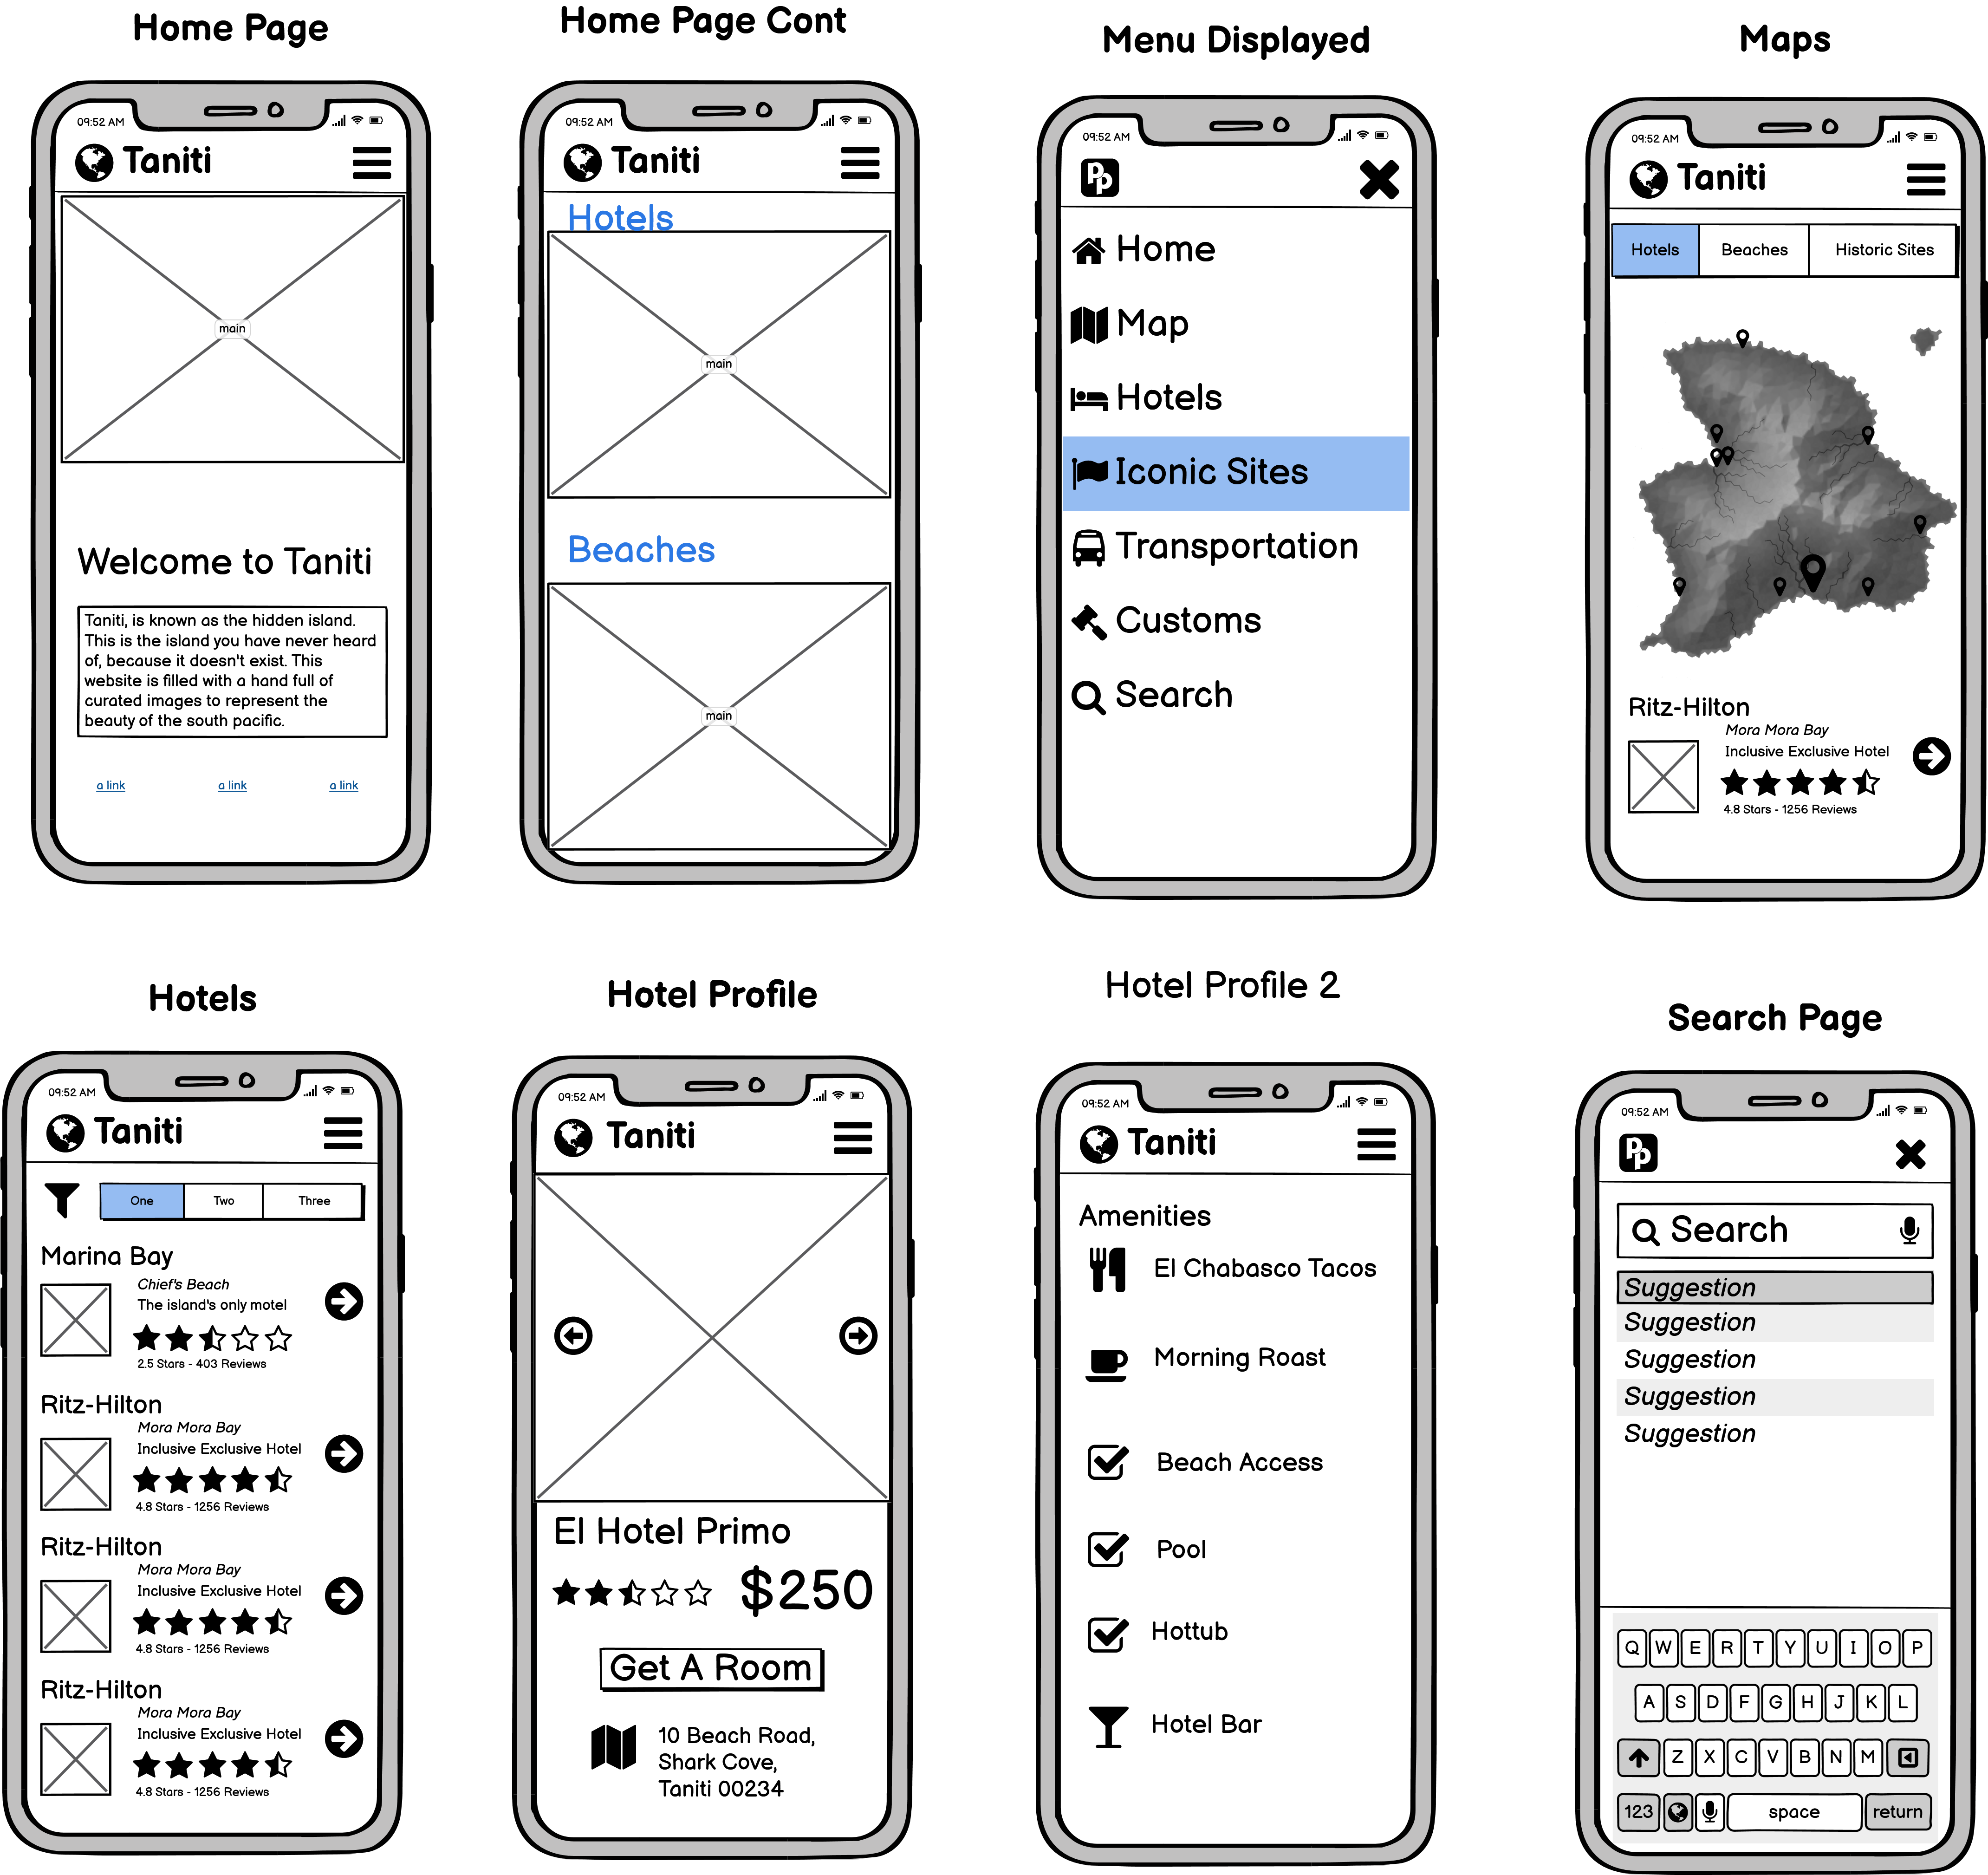 Home Page
09:52 AM
Taniti
main
Welcome to Taniti
Taniti, is known as the hidden island.
This is the island you have never heard
of, because it doesn't exist. This
website is filled with a hand full of
curated images to represent the
beauty of the south pacific.
a link a link a link
Home Page Cont
09:52 AM
Taniti
Hotels
main
Beaches
main
Menu Displayed
09:52 AM
PP
Home
Map
Hotels
Iconic Sites
Transportation
Customs
Search
Maps
09:52 AM
Taniti
Hotels Beaches Historic Sites
Ritz-Hilton
Mora Mora Bay
Inclusive Exclusive Hotel
4.8 Stars - 1256 Reviews
Hotels
09:52 AM
Taniti
One Two Three
Marina Bay
Chief's Beach
The island's only motel
2.5 Stars - 403 Reviews
Ritz-Hilton
Mora Mora Bay
Inclusive Exclusive Hotel
4.8 Stars - 1256 Reviews
Ritz-Hilton
Mora Mora Bay
Inclusive Exclusive Hotel
4.8 Stars - 1256 Reviews
Ritz-Hilton
Mora Mora Bay
Inclusive Exclusive Hotel
4.8 Stars - 1256 Reviews
Hotel Profile
09:52 AM
Taniti
El Hotel Primo
$250
Get A Room
10 Beach Road,
Shark Cove,
Taniti 00234
Hotel Profile 2
09:52 AM
Taniti
Amenities
El Chabasco Tacos
Morning Roast
Beach Access
Pool
Hottub
Hotel Bar
Search Page
09:52 AM
PP
Search
Suggestion
Suggestion
Suggestion
Suggestion
Suggestion
Q W E R T Y U I O P
A S D F G H J K L
Z X C V B N M
123 space return